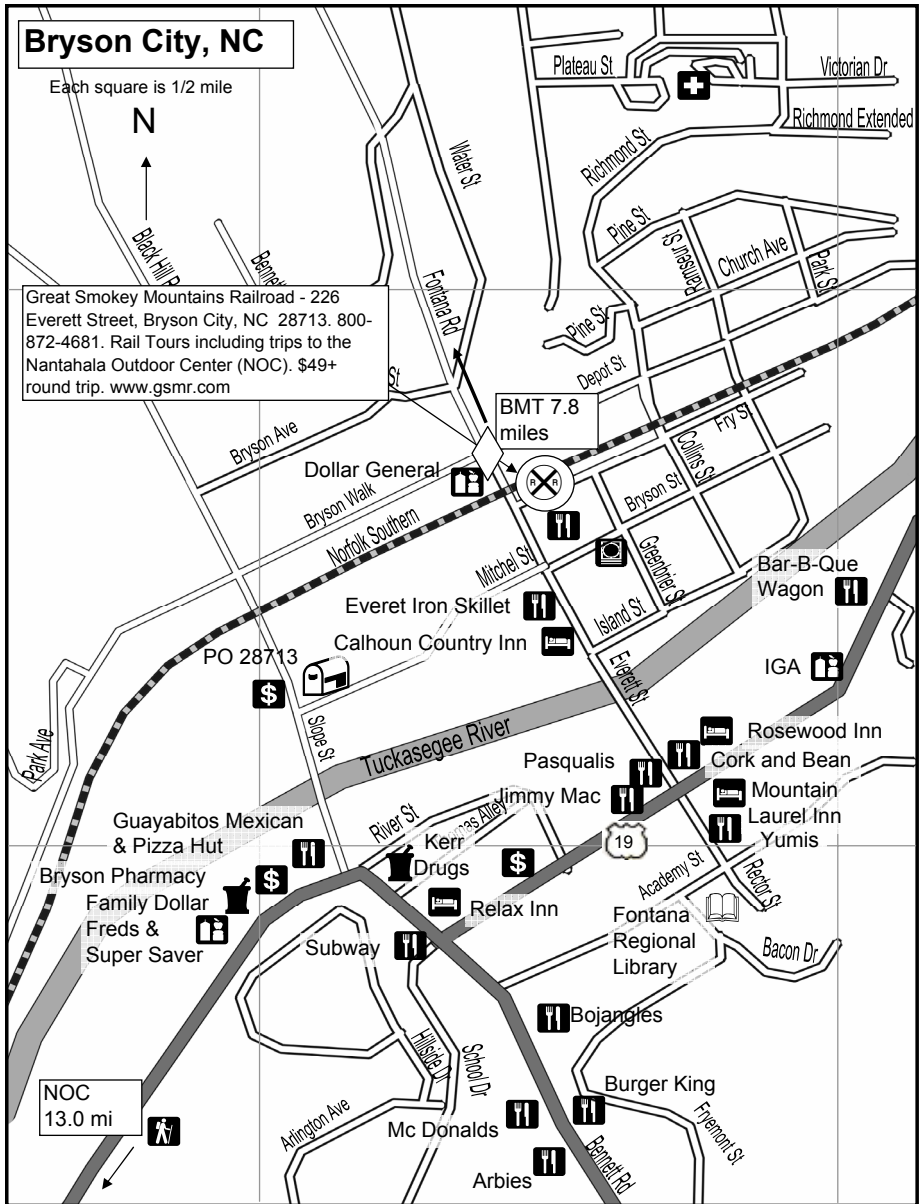 Bryson City, NC
Each square is 1/2 mile
N
Plateau St
Victorian Dr
Richmond Extended
Richmond St
Water St
Pine St
Ranseur St
Church Ave
Park St
Black Hill R
Bennett
Fontana Rd
Great Smokey Mountains Railroad - 226
Everett Street, Bryson City, NC 28713. 800-
872-4681. Rail Tours including trips to the
Nantahala Outdoor Center (NOC). $49+
round trip. www.gsmr.com
St
Pine St
Depot St
BMT 7.8
miles
Fry St
Collins St
Bryson Ave
Dollar General
R R
Bryson St
Bryson Walk
Norfolk Southern
Mitchel St
Greenbrier St
Bar-B-Que
Wagon
Everet Iron Skillet
Island St
Calhoun Country Inn
PO 28713
$
IGA
Everett St
Slope St
Park Ave
Tuckasegee River
Rosewood Inn
Pasqualis
Cork and Bean
Jimmy Mac
Mountain
Laurel Inn
Yumis
19
Guayabitos Mexican
& Pizza Hut
River St
Alley
Kerr
Drugs
$
Academy St
Rector St
Bryson Pharmacy
$
Family Dollar
Freds &
Super Saver
Relax Inn
Fontana
Regional
Library
Subway
Bacon Dr
Bojangles
Hillside Dr
School Dr
NOC
13.0 mi
Burger King
Arlington Ave
Mc Donalds
Fryemont St
Arbies
Bennett Rd